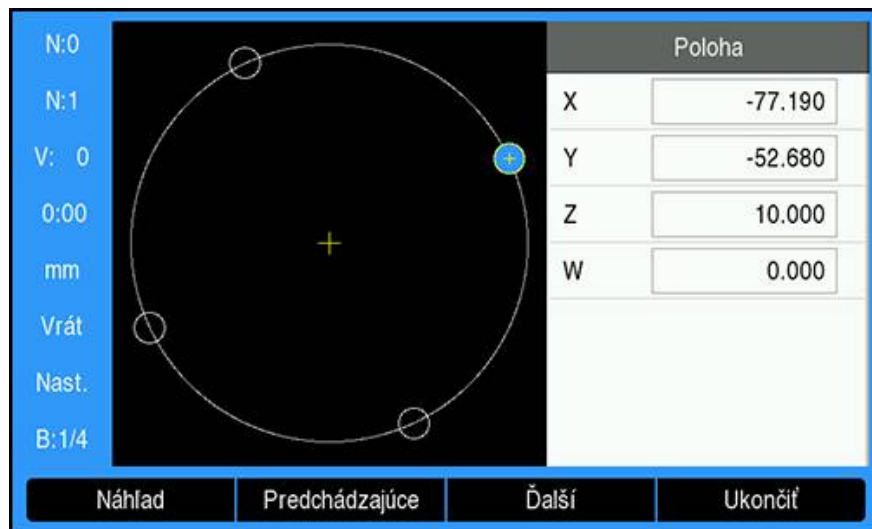 N:0
N:1
V: 0
0:00
mm
Vrát
Nast.
B:1/4
Poloha
X -77.190
Y -52.680
Z 10.000
W 0.000
Náhľad Predchádzajúce Ďalší Ukončiť